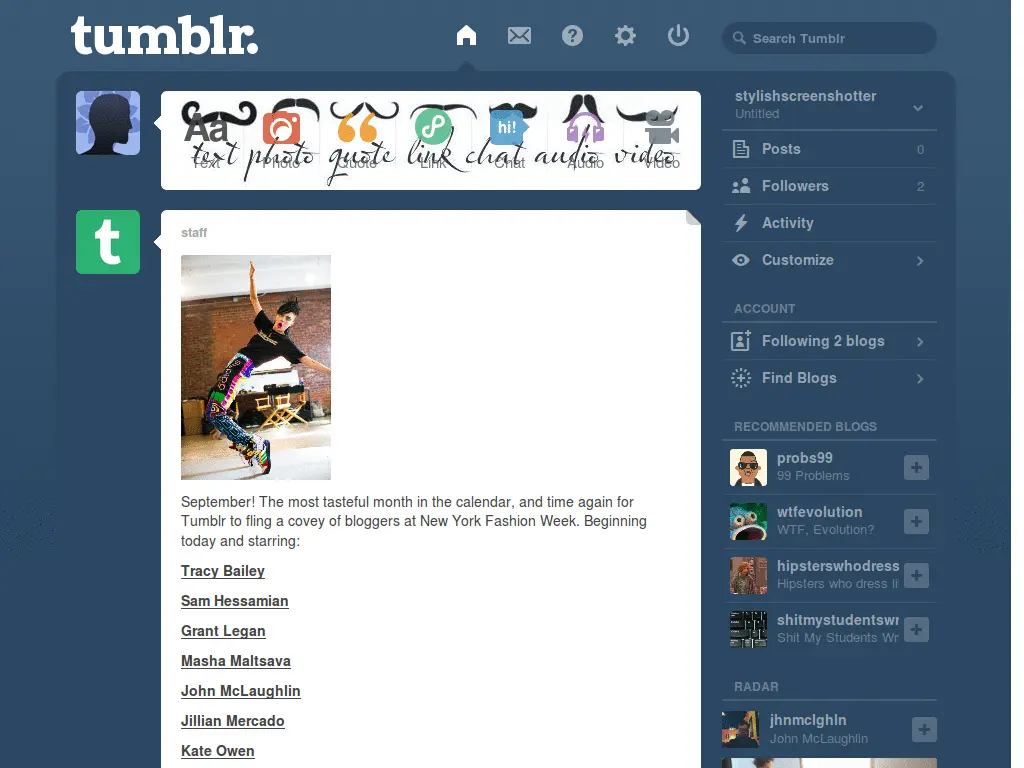 tumblr.
Search Tumblr
Aa
hi!
text photo quote link chat audio video
Text Photo Quote Link Chat Audio Video
stylishscreenshotter
Untitled
Posts 0
Followers 2
Activity
Customize
ACCOUNT
Following 2 blogs
Find Blogs
RECOMMENDED BLOGS
probs99
99 Problems
wtfevolution
WTF, Evolution?
hipsterswhodress
Hipsters who dress li
shitmystudentswr
Shit My Students Wr
RADAR
jhnmclghln
John McLaughlin
t
staff
September! The most tasteful month in the calendar, and time again for
Tumblr to fling a covey of bloggers at New York Fashion Week. Beginning
today and starring:
Tracy Bailey
Sam Hessamian
Grant Legan
Masha Maltsava
John McLaughlin
Jillian Mercado
Kate Owen